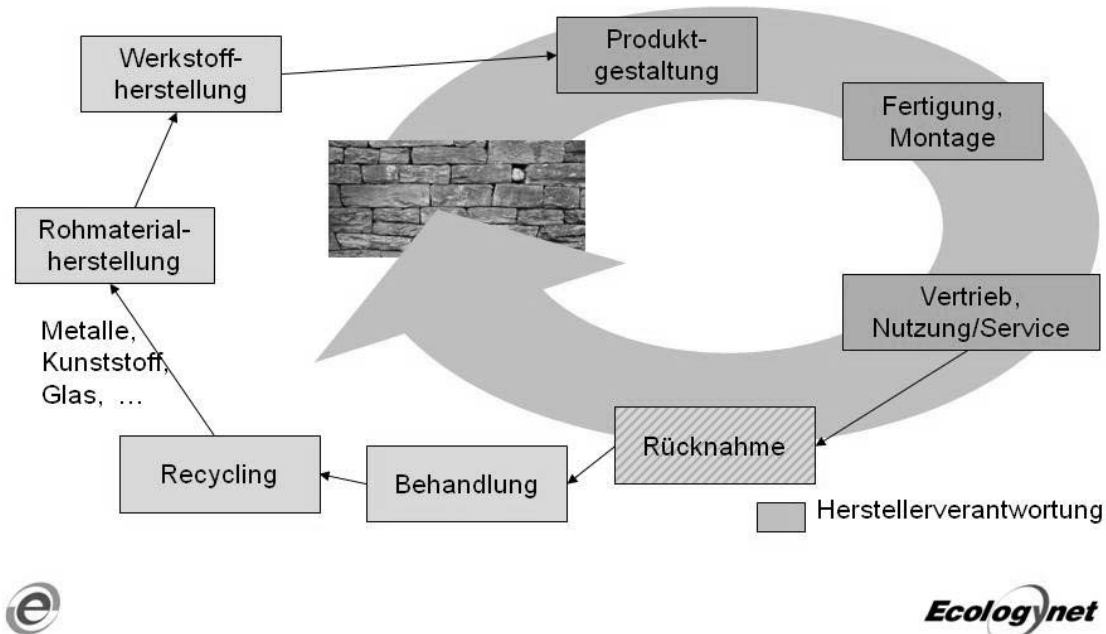 Produkt-
gestaltung
Werkstoff-
herstellung
Fertigung,
Montage
Rohmaterial-
herstellung
Vertrieb,
Nutzung/Service
Metalle,
Kunststoff,
Glas, …
Rücknahme
Recycling
Behandlung
Herstellerverantwortung
e
Ecologynet